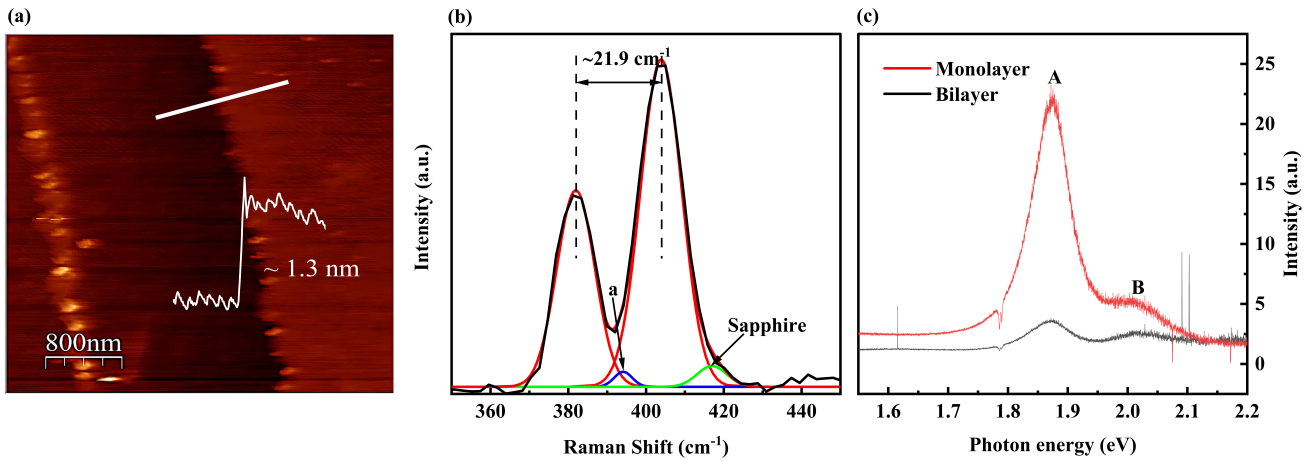 (a)
~ 1.3 nm
800nm
(b)
~21.9 cm⁻¹
a
Sapphire
Intensity (a.u.)
360 380 400 420 440
Raman Shift (cm⁻¹)
(c)
Monolayer
Bilayer
A
B
25
20
15
10
5
0
Intensity (a.u.)
1.6 1.7 1.8 1.9 2.0 2.1 2.2
Photon energy (eV)